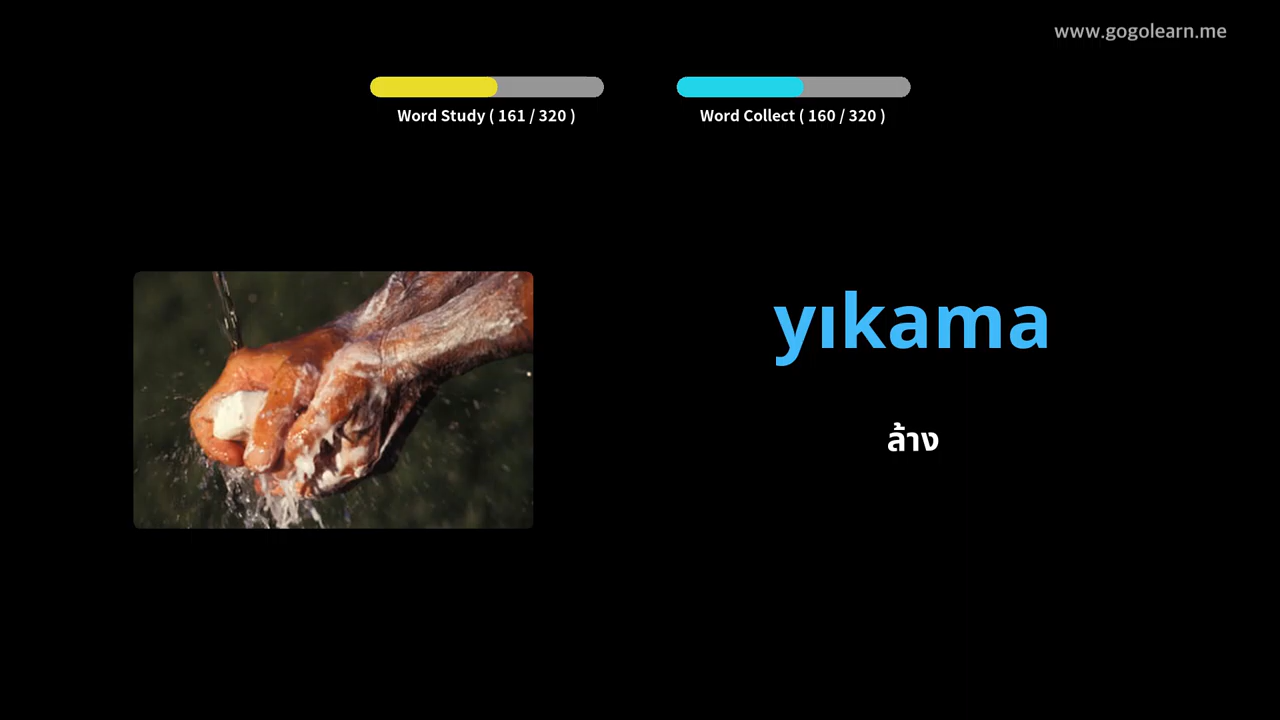 www.gogolearn.me
Word Study ( 161 / 320 )
Word Collect ( 160 / 320 )
yıkama
ล้าง